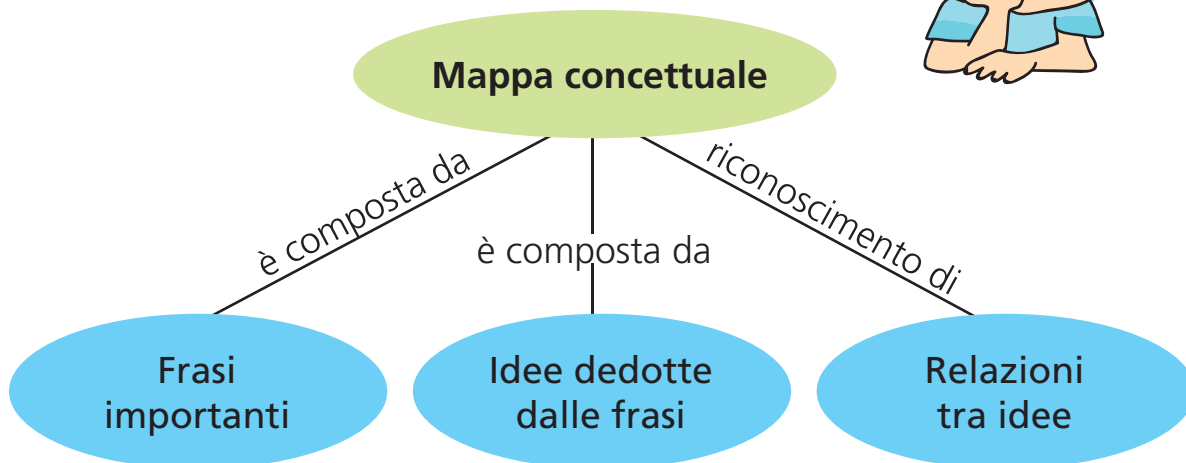 Mappa concettuale
è composta da
è composta da
riconoscimento di
Frasi
importanti
Idee dedotte
dalle frasi
Relazioni
tra idee